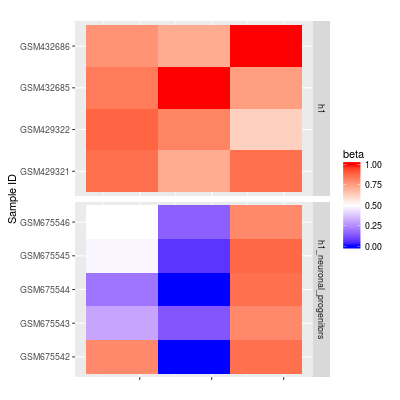 GSM432686
GSM432685
GSM429322
GSM429321
h1
GSM675546
GSM675545
GSM675544
GSM675543
GSM675542
h1_neuronal_progenitors
Sample ID
beta
1.00
0.75
0.50
0.25
0.00